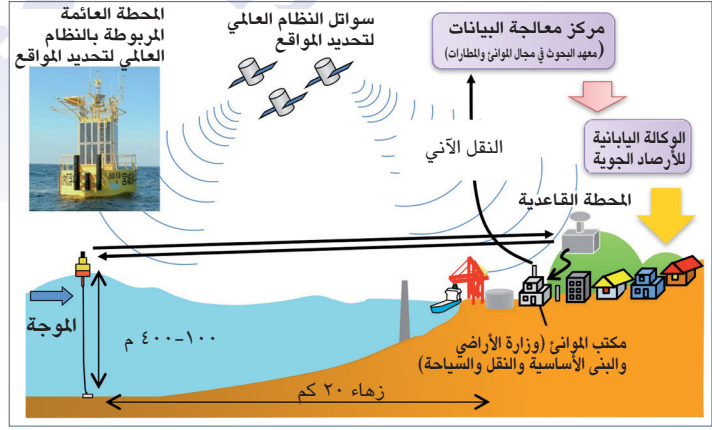 المحطة العائمة
المربوطة بالنظام
العالمي لتحديد المواقع
سواتل النظام العالمي
لتحديد المواقع
مركز معالجة البيانات
(معهد البحوث في مجال الموانئ والمطارات)
النقل الآني
الوكالة اليابانية
للأرصاد الجوية
المحطة القاعدية
الموجة
١٠٠-٤٠٠ م
زهاء ٢٠ كم
مكتب الموانئ (وزارة الأراضي
والبنى الأساسية والنقل والسياحة)